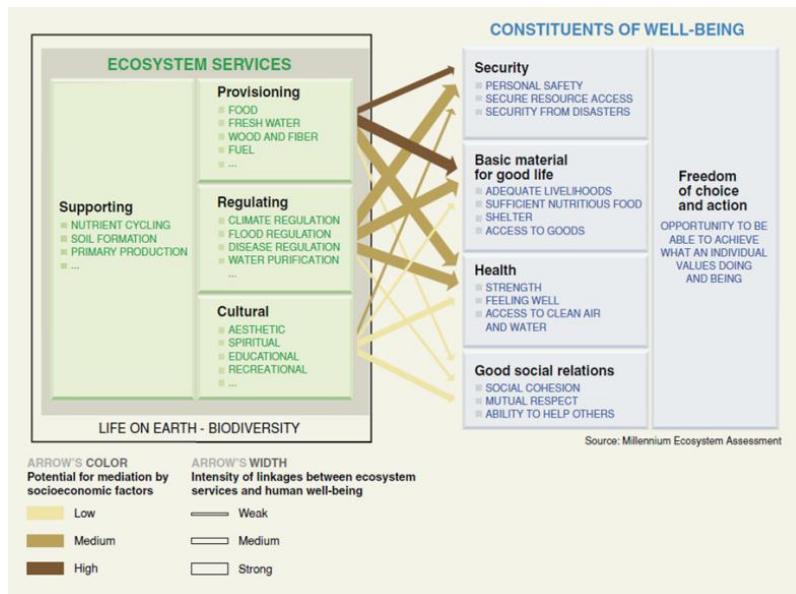 CONSTITUENTS OF WELL-BEING
ECOSYSTEM SERVICES
Provisioning
FOOD
FRESH WATER
WOOD AND FIBER
FUEL
...
Supporting
NUTRIENT CYCLING
SOIL FORMATION
PRIMARY PRODUCTION
...
Regulating
CLIMATE REGULATION
FLOOD REGULATION
DISEASE REGULATION
WATER PURIFICATION
...
Cultural
AESTHETIC
SPIRITUAL
EDUCATIONAL
RECREATIONAL
...
LIFE ON EARTH - BIODIVERSITY
Security
PERSONAL SAFETY
SECURE RESOURCE ACCESS
SECURITY FROM DISASTERS
Basic material
for good life
ADEQUATE LIVELIHOODS
SUFFICIENT NUTRITIOUS FOOD
SHELTER
ACCESS TO GOODS
Health
STRENGTH
FEELING WELL
ACCESS TO CLEAN AIR
AND WATER
Good social relations
SOCIAL COHESION
MUTUAL RESPECT
ABILITY TO HELP OTHERS
Freedom
of choice
and action
OPPORTUNITY TO BE
ABLE TO ACHIEVE
WHAT AN INDIVIDUAL
VALUES DOING
AND BEING
Source: Millennium Ecosystem Assessment
ARROW'S COLOR
Potential for mediation by
socioeconomic factors
Low
Medium
High
ARROW'S WIDTH
Intensity of linkages between ecosystem
services and human well-being
Weak
Medium
Strong